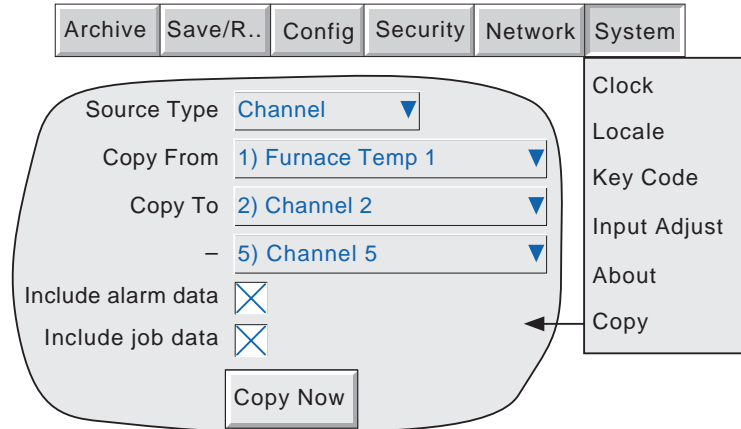 Archive Save/R.. Config Security Network System
Clock
Locale
Key Code
Input Adjust
About
Copy
Source Type Channel
Copy From 1) Furnace Temp 1
Copy To 2) Channel 2
– 5) Channel 5
Include alarm data
Include job data
Copy Now